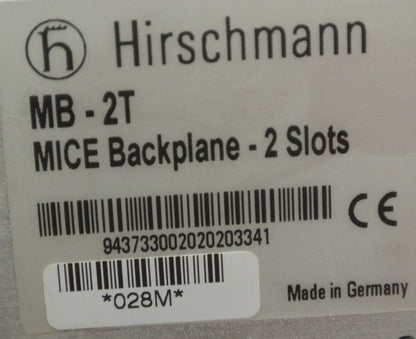 Hirschmann
MB - 2T
MICE Backplane - 2 Slots
CE
943733002020203341
*028M*
Made in Germany